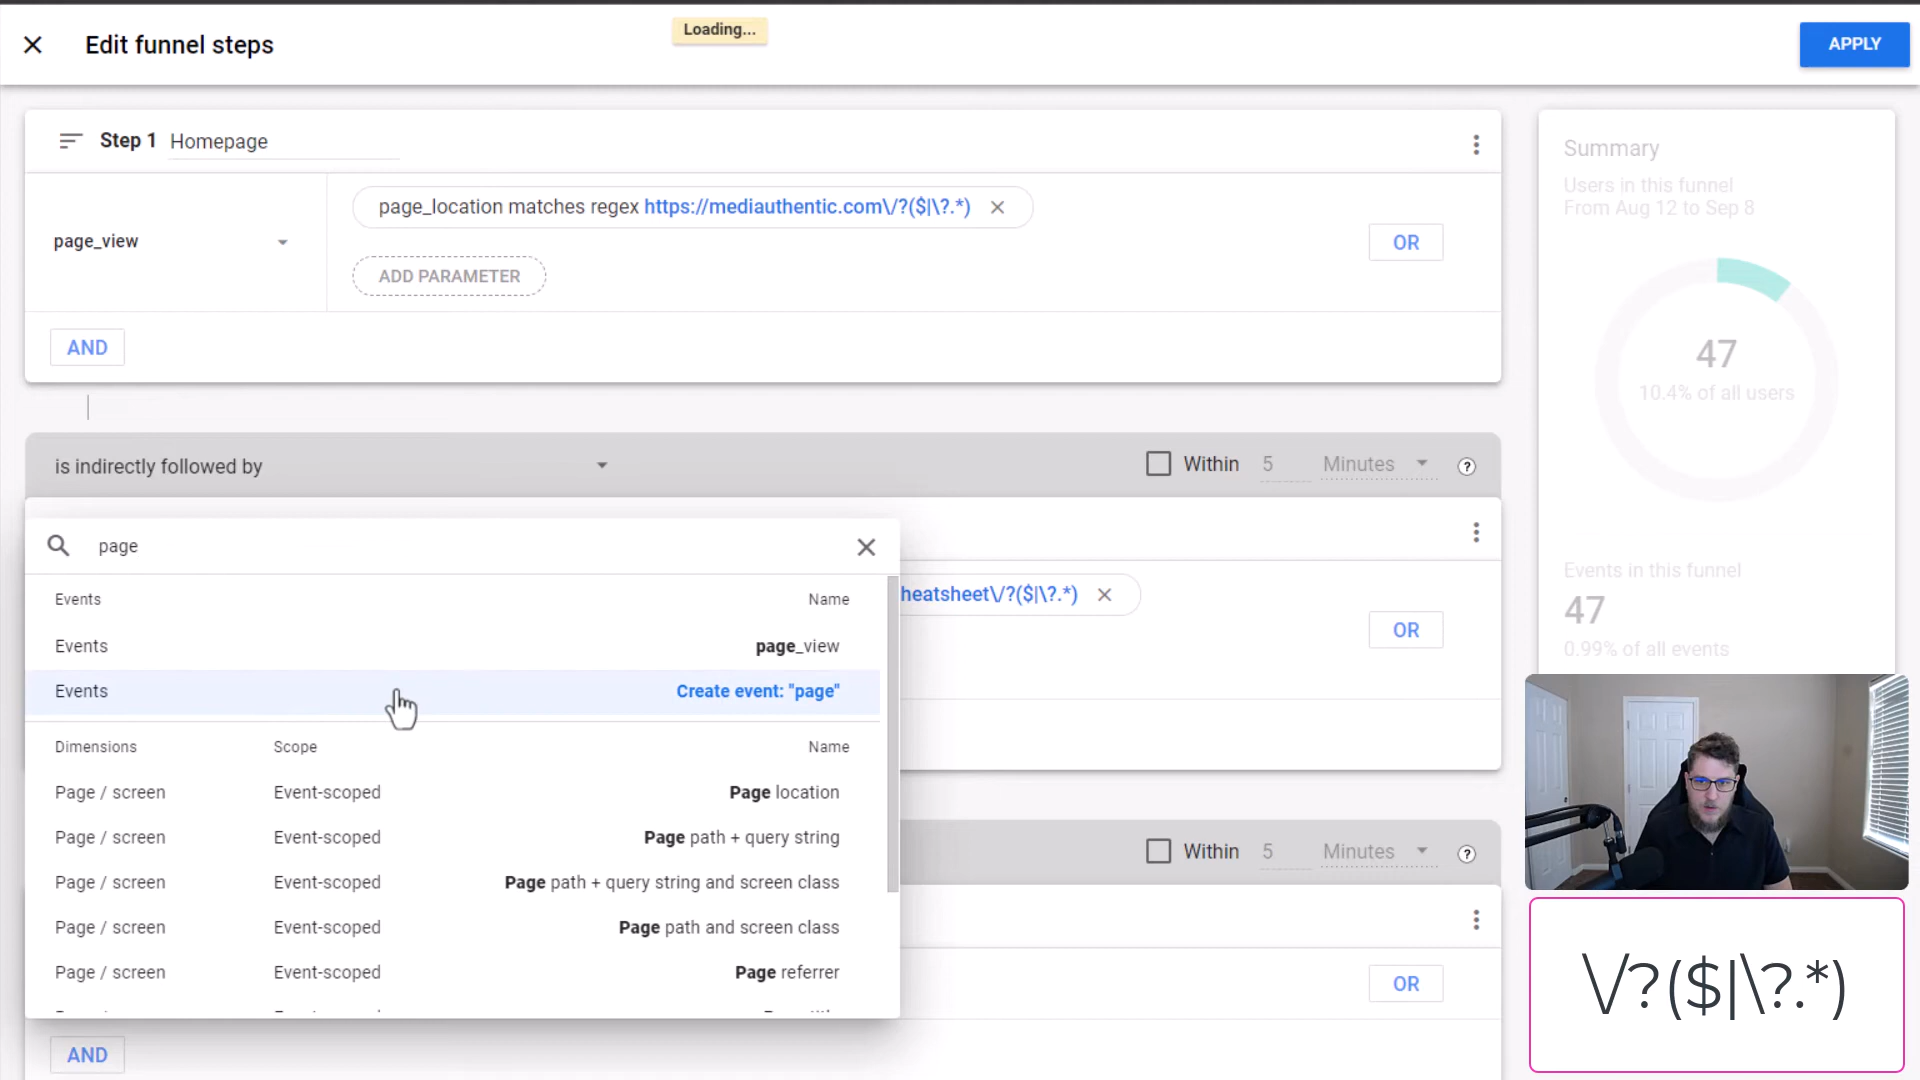 Edit funnel steps
Loading...
APPLY
Step 1 Homepage
page_view
page_location matches regex https://mediauthentic.com\/?($|\?.*)
ADD PARAMETER
OR
AND
is indirectly followed by
Within 5 Minutes
?
page
heatsheet\/?($|\?.*)
OR
Events Name
Events page_view
Events Create event: "page"
Dimensions Scope Name
Page / screen Event-scoped Page location
Page / screen Event-scoped Page path + query string
Page / screen Event-scoped Page path + query string and screen class
Page / screen Event-scoped Page path and screen class
Page / screen Event-scoped Page referrer
Within 5 Minutes
?
OR
AND
Summary
Users in this funnel
From Aug 12 to Sep 8
47
10.4% of all users
Events in this funnel
47
0.99% of all events
\/?($|\?.*)